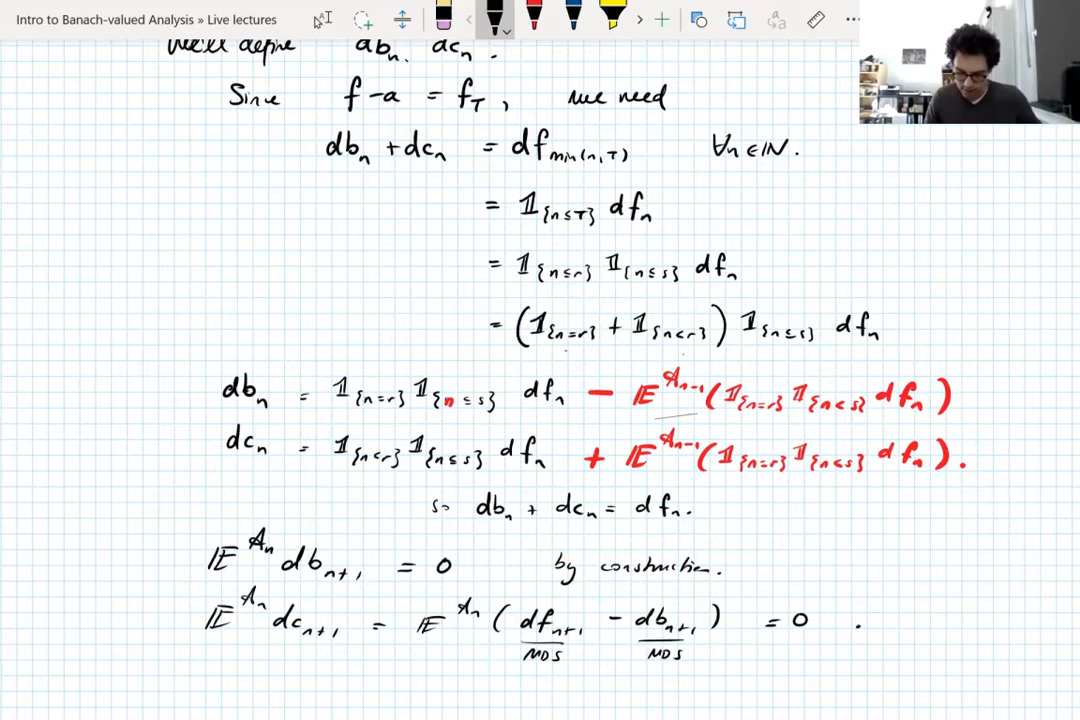 Intro to Banach-valued Analysis » Live lectures
We'll define db_n, dc_n.
Since f - a = f_T, we need
db_n + dc_n = df_{min(n,T)} ∀n ∈ ℕ.
= 𝟙_{{n≤T}} df_n
= 𝟙_{{n≤r}} 𝟙_{{n≤s}} df_n
= (𝟙_{{n=r}} + 𝟙_{{n<r}}) 𝟙_{{n≤s}} df_n
db_n = 𝟙_{{n=r}} 𝟙_{{n≤s}} df_n − 𝔼^{𝒜_{n-1}}(𝟙_{{n=r}} 𝟙_{{n≤s}} df_n)
dc_n = 𝟙_{{n<r}} 𝟙_{{n≤s}} df_n + 𝔼^{𝒜_{n-1}}(𝟙_{{n=r}} 𝟙_{{n≤s}} df_n).
so db_n + dc_n = df_n.
𝔼^{𝒜_n} db_{n+1} = 0 by construction.
𝔼^{𝒜_n} dc_{n+1} = 𝔼^{𝒜_n}(df_{n+1} - db_{n+1}) = 0.
MDS MDS